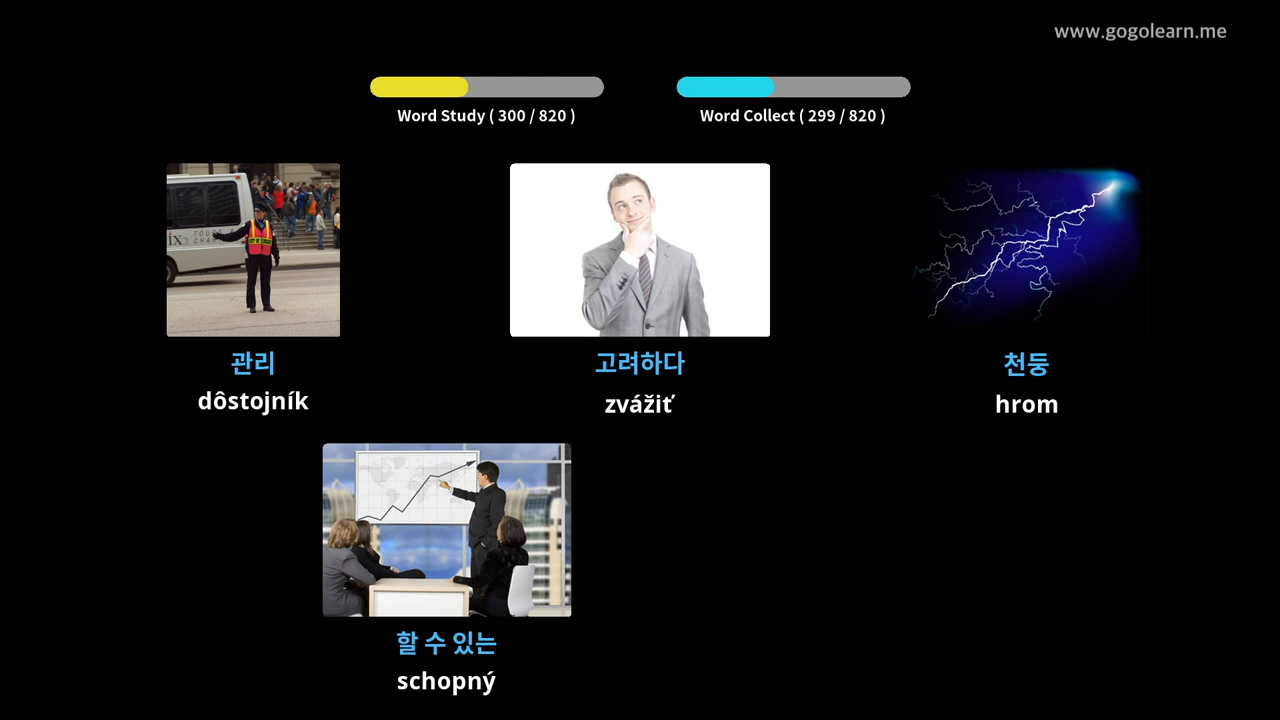 www.gogolearn.me
Word Study ( 300 / 820 )
Word Collect ( 299 / 820 )
관리
dôstojník
고려하다
zvážiť
천둥
hrom
할 수 있는
schopný